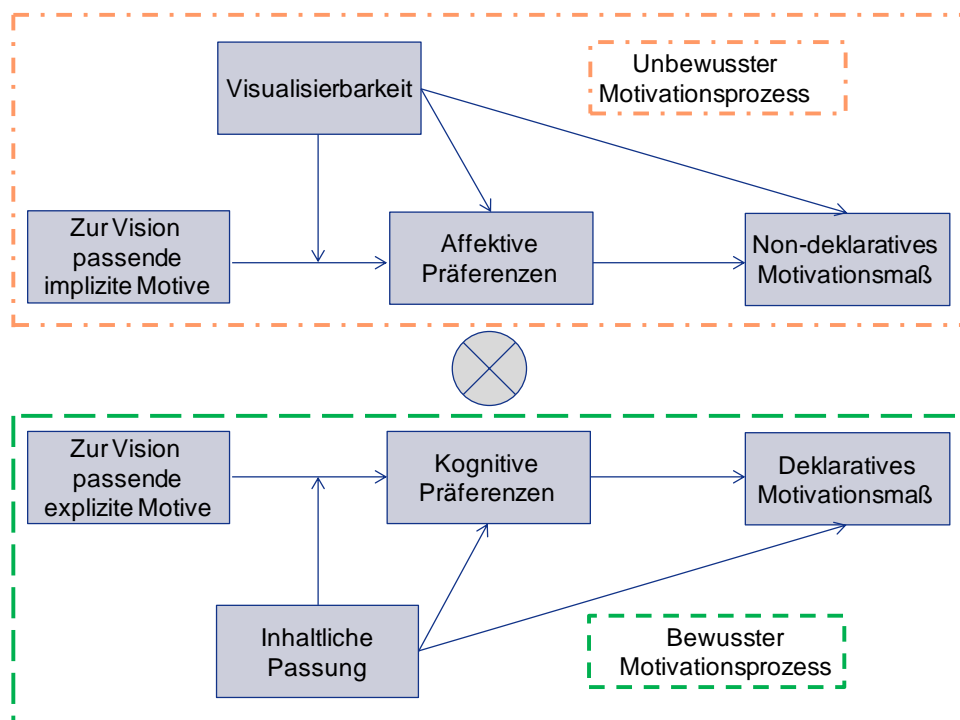 Visualisierbarkeit
Unbewusster
Motivationsprozess
Zur Vision
passende
implizite Motive
Affektive
Präferenzen
Non-deklaratives
Motivationsmaß
Zur Vision
passende
explizite Motive
Kognitive
Präferenzen
Deklaratives
Motivationsmaß
Inhaltliche
Passung
Bewusster
Motivationsprozess